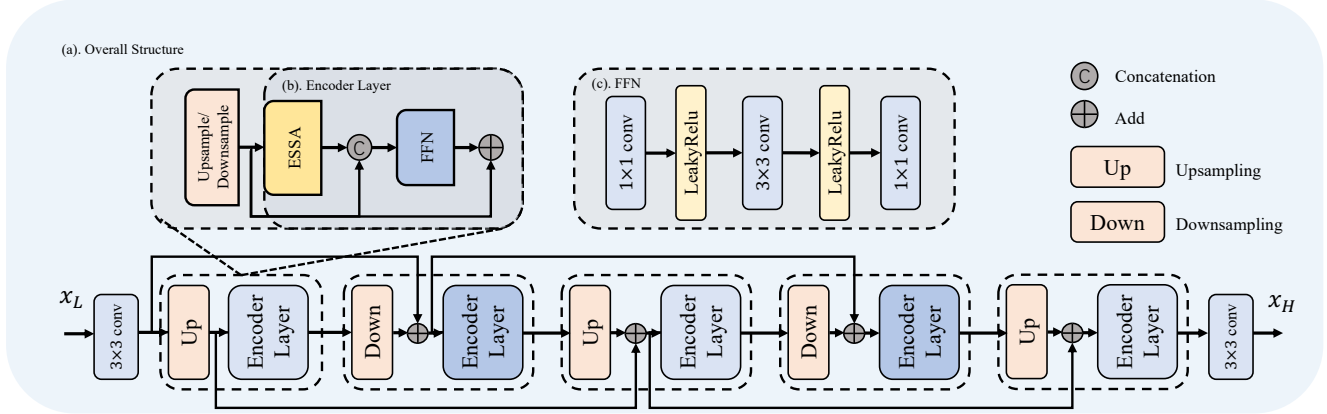 (a). Overall Structure
(b). Encoder Layer
Upsample/
Downsample
ESSA
C
FFN
(c). FFN
1×1 conv
LeakyRelu
3×3 conv
LeakyRelu
1×1 conv
C Concatenation
Add
Up Upsampling
Down Downsampling
x_L
3×3 conv
Up
Encoder
Layer
Down
Encoder
Layer
Up
Encoder
Layer
Down
Encoder
Layer
Up
Encoder
Layer
3×3 conv
x_H